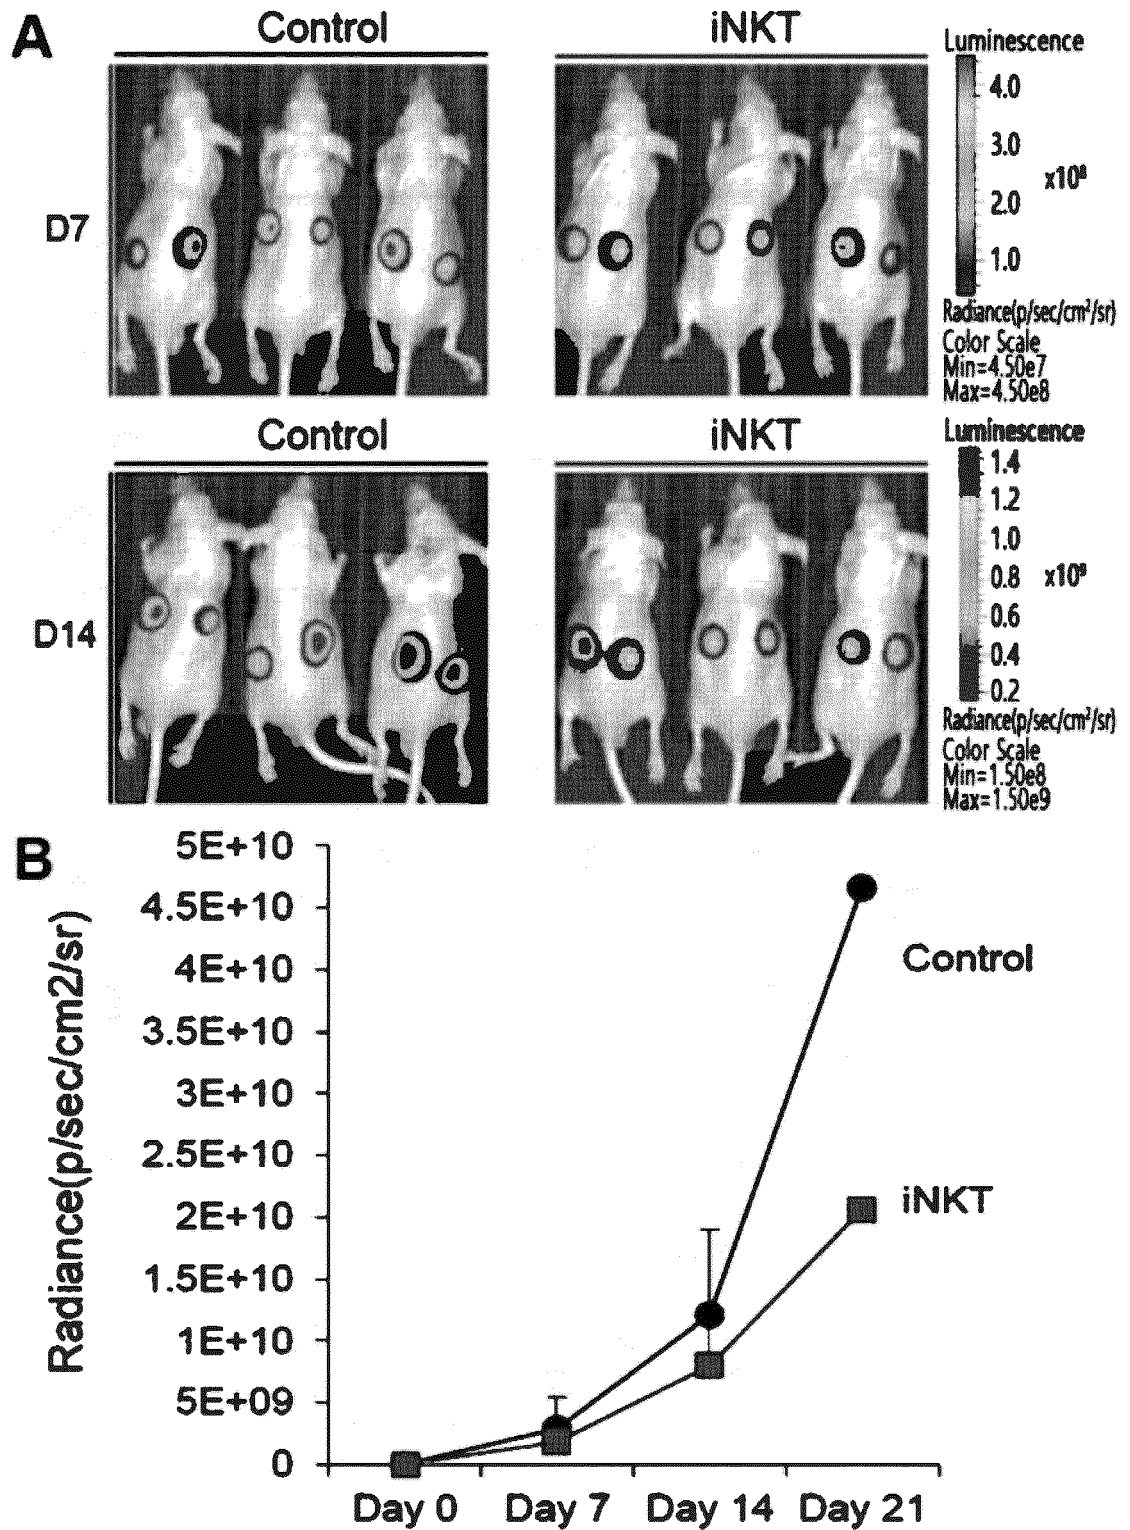 A
Control
iNKT
Luminescence
4.0
3.0
x10⁸
2.0
1.0
D7
Radiance(p/sec/cm²/sr)
Color Scale
Min=4.50e7
Max=4.50e8
Control
iNKT
Luminescence
1.4
1.2
1.0
0.8
x10⁹
0.6
0.4
0.2
D14
Radiance(p/sec/cm²/sr)
Color Scale
Min=1.50e8
Max=1.50e9
B
Radiance(p/sec/cm2/sr)
5E+10
4.5E+10
4E+10
3.5E+10
3E+10
2.5E+10
2E+10
1.5E+10
1E+10
5E+09
0
Control
iNKT
Day 0 Day 7 Day 14 Day 21